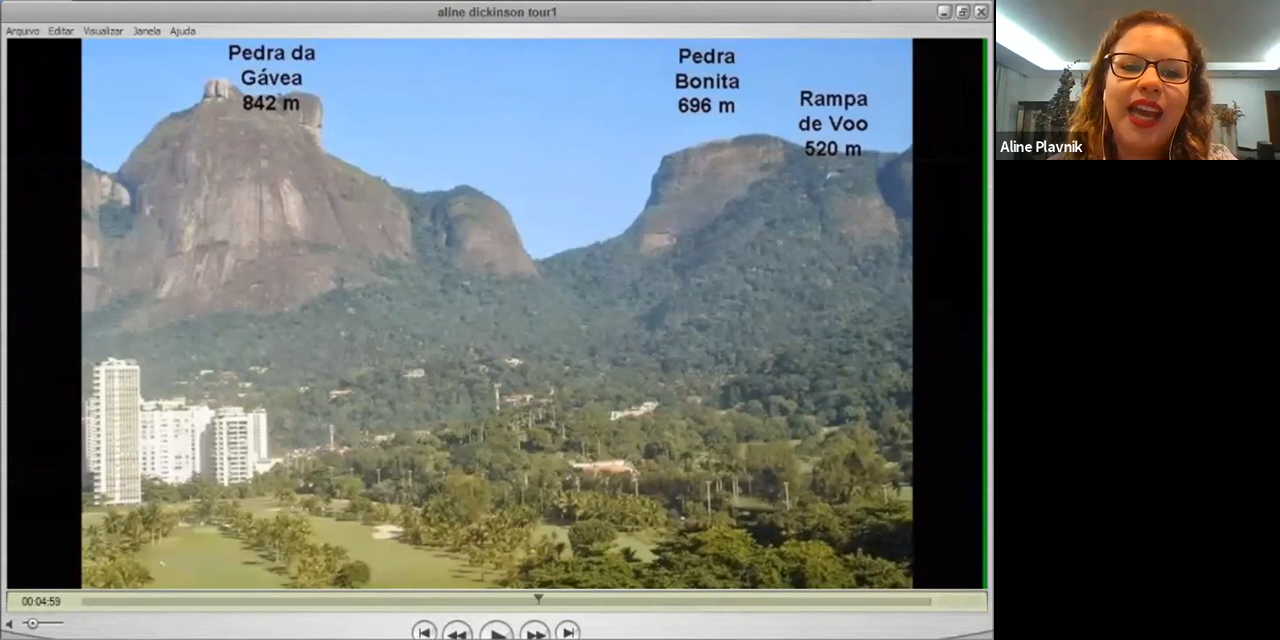 aline dickinson tour1
Arquivo Editar Visualizar Janela Ajuda
Pedra da
Gávea
842 m
Pedra
Bonita
696 m
Rampa
de Voo
520 m
Aline Plavnik
00:04:59